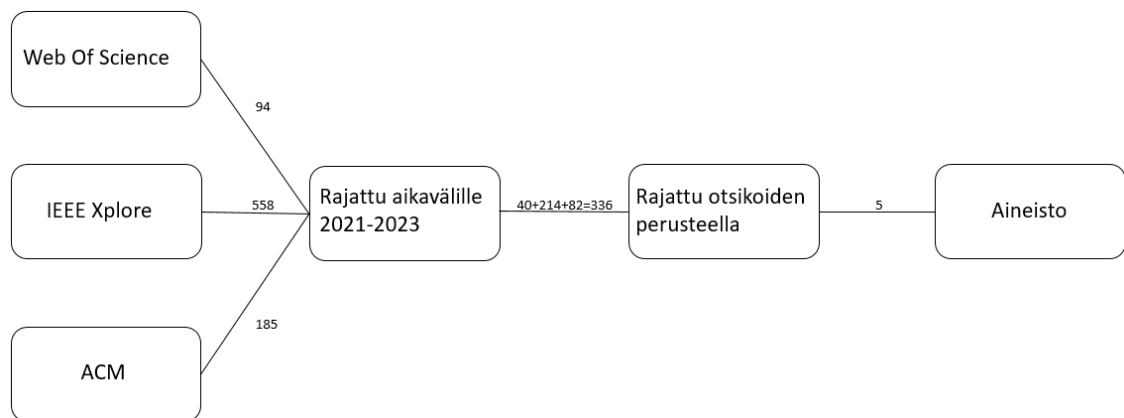 Web Of Science
94
IEEE Xplore
558
ACM
185
Rajattu aikavälille
2021-2023
40+214+82=336
Rajattu otsikoiden
perusteella
5
Aineisto